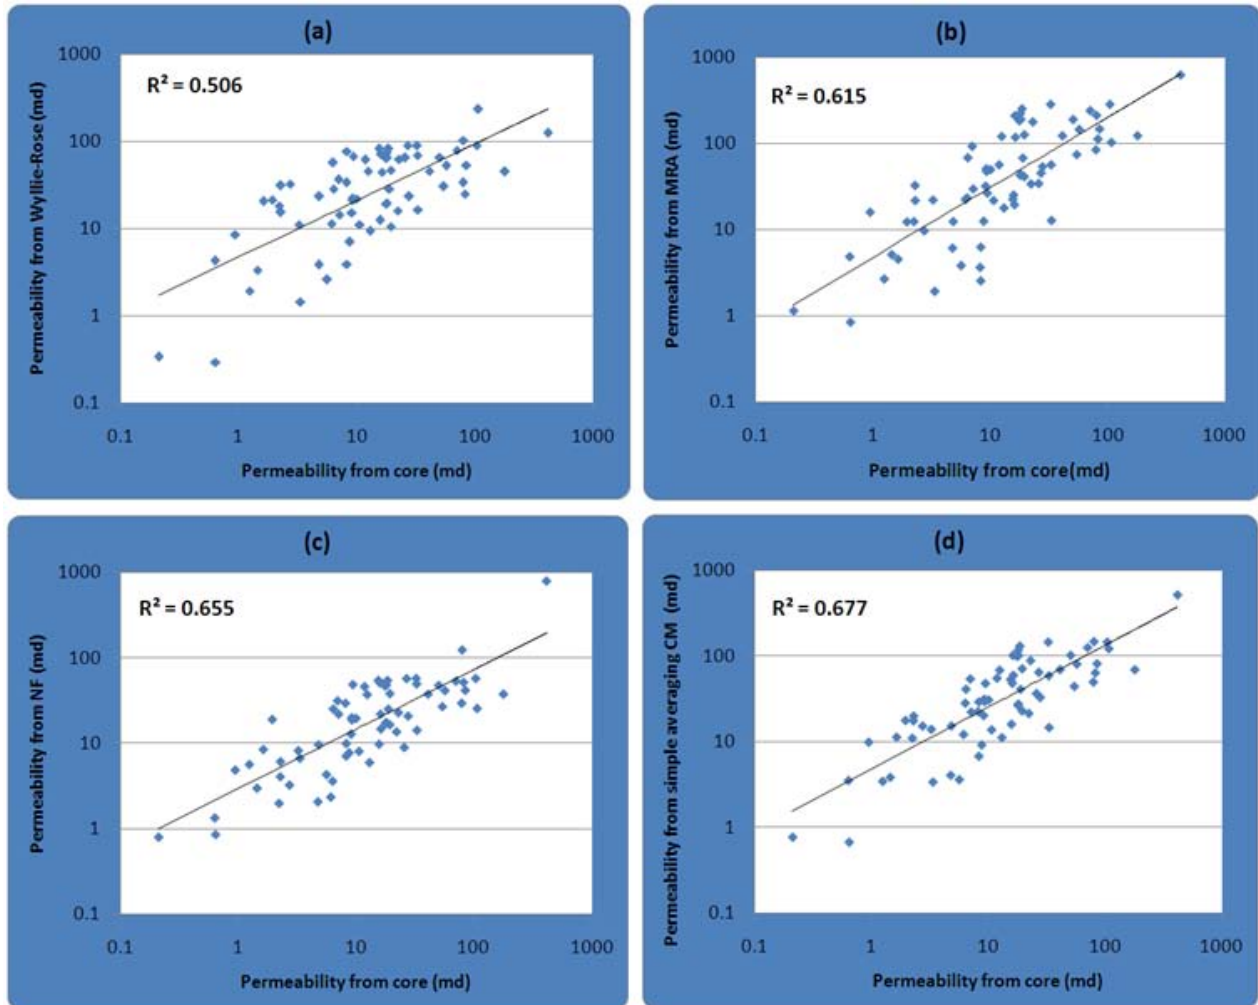 (a)
R² = 0.506
Permeability from Wyllie-Rose (md)
1000
100
10
1
0.1
0.1 1 10 100 1000
Permeability from core (md)
(b)
R² = 0.615
Permeability from MRA (md)
1000
100
10
1
0.1
0.1 1 10 100 1000
Permeability from core(md)
(c)
R² = 0.655
Permeability from NF (md)
1000
100
10
1
0.1
0.1 1 10 100 1000
Permeability from core (md)
(d)
R² = 0.677
Permeability from simple averaging CM (md)
1000
100
10
1
0.1
0.1 1 10 100 1000
Permeability from core (md)